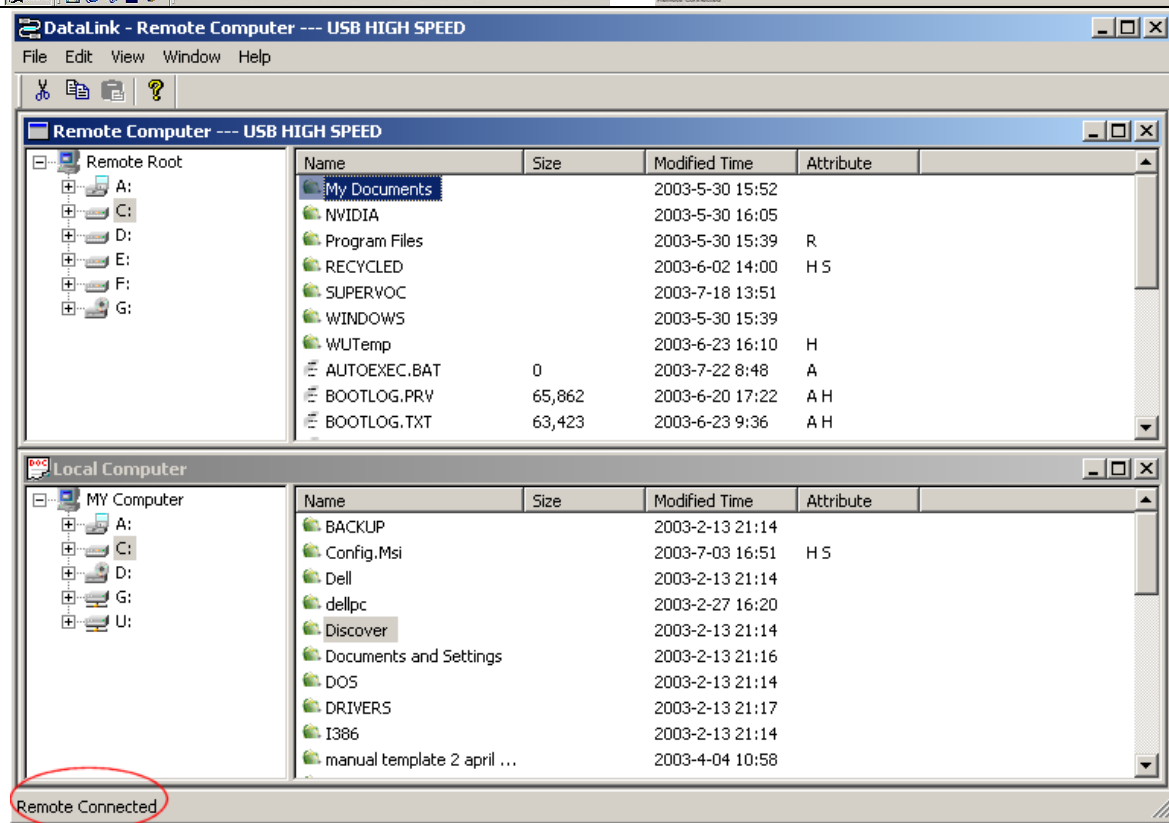 DataLink - Remote Computer --- USB HIGH SPEED
File Edit View Window Help
Remote Computer --- USB HIGH SPEED
Remote Root
A:
C:
D:
E:
F:
G:
Name Size Modified Time Attribute
My Documents 2003-5-30 15:52
NVIDIA 2003-5-30 16:05
Program Files 2003-5-30 15:39 R
RECYCLED 2003-6-02 14:00 H S
SUPERVOC 2003-7-18 13:51
WINDOWS 2003-5-30 15:39
WUTemp 2003-6-23 16:10 H
AUTOEXEC.BAT 0 2003-7-22 8:48 A
BOOTLOG.PRV 65,862 2003-6-20 17:22 A H
BOOTLOG.TXT 63,423 2003-6-23 9:36 A H
Local Computer
MY Computer
A:
C:
D:
G:
U:
Name Size Modified Time Attribute
BACKUP 2003-2-13 21:14
Config.Msi 2003-7-03 16:51 H S
Dell 2003-2-13 21:14
dellpc 2003-2-27 16:20
Discover 2003-2-13 21:14
Documents and Settings 2003-2-13 21:16
DOS 2003-2-13 21:14
DRIVERS 2003-2-13 21:17
I386 2003-2-13 21:14
manual template 2 april ... 2003-4-04 10:58
Remote Connected